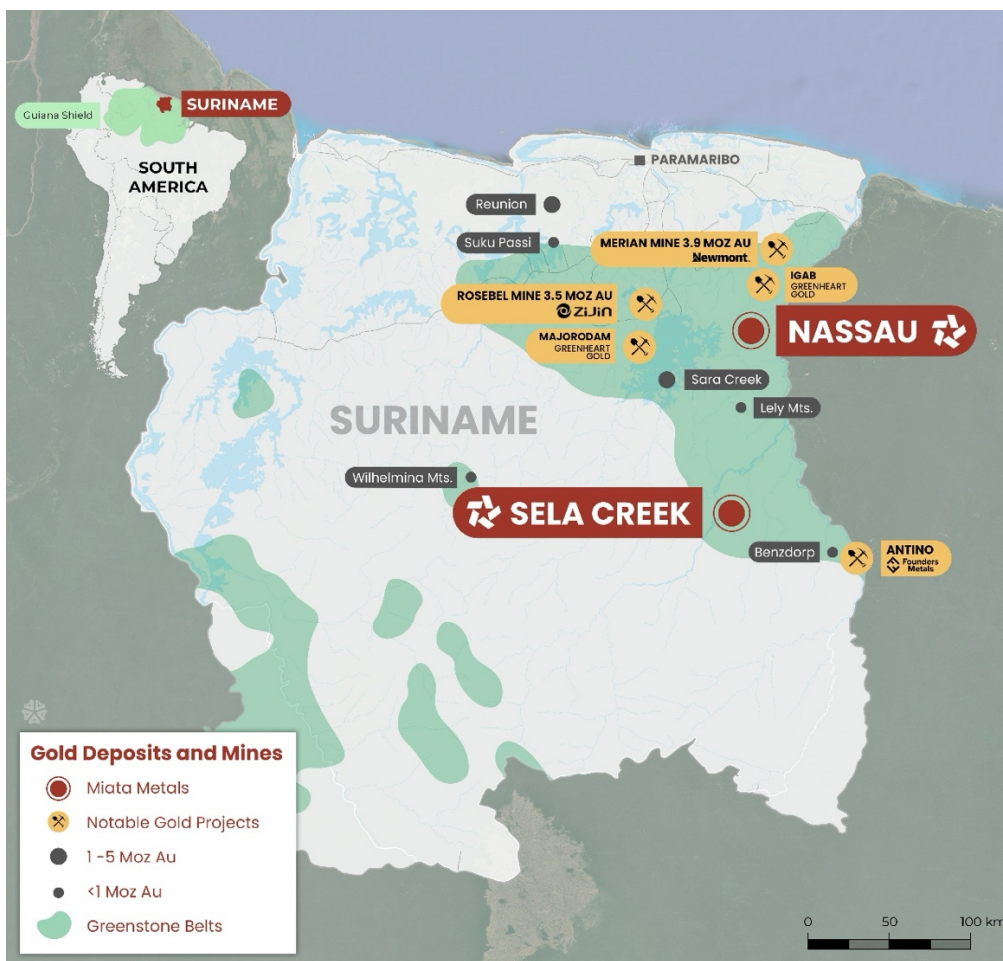 Guiana Shield
SURINAME
SOUTH
AMERICA
PARAMARIBO
Reunion
Suku Passi
MERIAN MINE 3.9 MOZ AU
Newmont.
IGAB
GREENHEART
GOLD
ROSEBEL MINE 3.5 MOZ AU
ZiJin
NASSAU
MAJORODAM
GREENHEART
GOLD
Sara Creek
Lely Mts.
SURINAME
Wilhelmina Mts.
SELA CREEK
Benzdorp
ANTINO
Founders
Metals
Gold Deposits and Mines
Miata Metals
Notable Gold Projects
1 -5 Moz Au
<1 Moz Au
Greenstone Belts
0 50 100 km